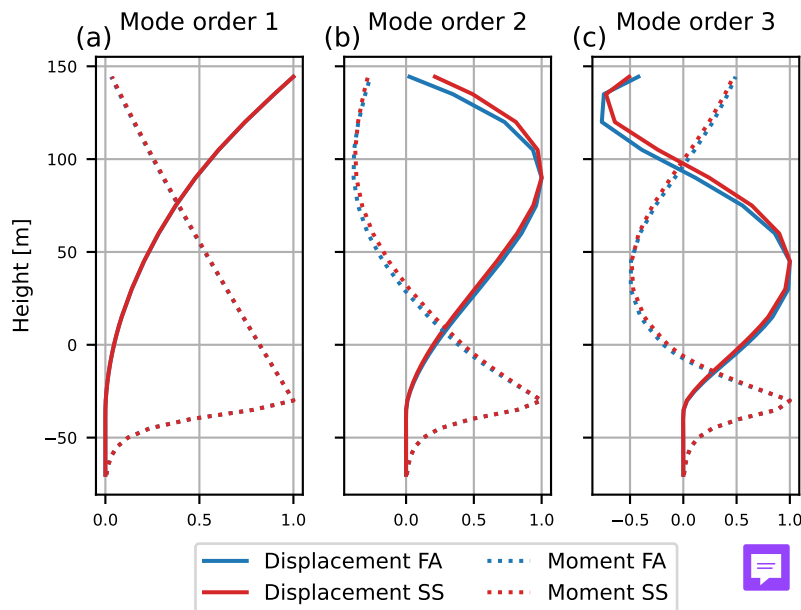 (a) Mode order 1
(b) Mode order 2
(c) Mode order 3
Height [m]
150
100
50
0
−50
0.0 0.5 1.0
0.0 0.5 1.0
−0.5 0.0 0.5 1.0
Displacement FA
Displacement SS
Moment FA
Moment SS